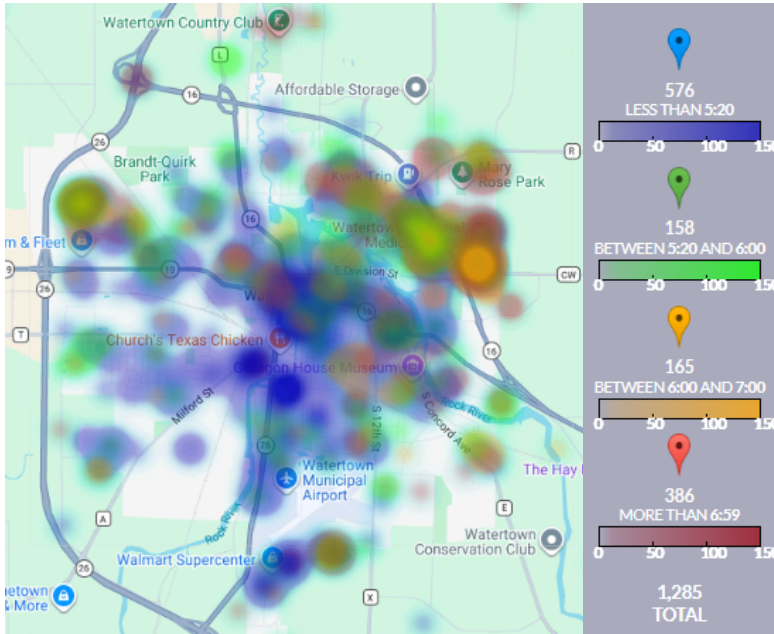 Watertown Country Club
L
Affordable Storage
16
26
Brandt-Quirk
Park
R
Kwik Trip
Mary
Rose Park
16
m & Fleet
E Division St
9
19
CW
26
16
T
Church's Texas Chicken
16
House Museum
Milford St
Rock River
S 12th St
S Concord Ave
26
The Hay
Watertown
Municipal
Airport
A
E
Rock River
Watertown
Conservation Club
Walmart Supercenter
26
netown
& More
X
576
LESS THAN 5:20
0 50 100 150
158
BETWEEN 5:20 AND 6:00
0 50 100 150
165
BETWEEN 6:00 AND 7:00
0 50 100 150
386
MORE THAN 6:59
0 50 100 150
1,285
TOTAL